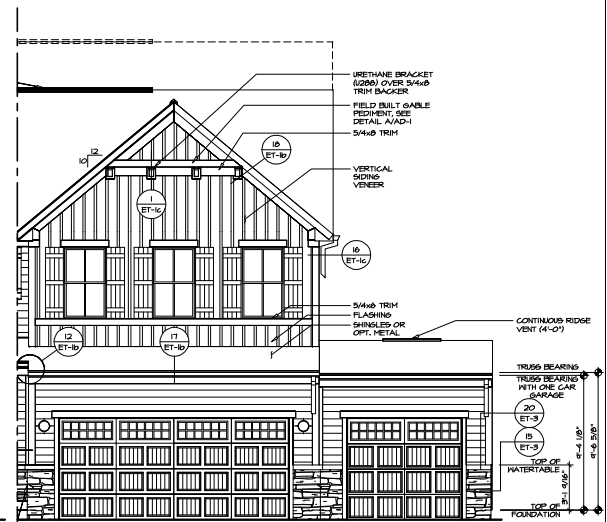 URETHANE BRACKET
(U288) OVER 5/4x8
TRIM BACKER
FIELD BUILT GABLE
PEDIMENT, SEE
DETAIL A/AD-1
5/4x8 TRIM
18
ET-1b
12
10
VERTICAL
SIDING
VENEER
1
ET-1c
16
ET-1c
5/4x6 TRIM
FLASHING
SHINGLES OR
OPT. METAL
CONTINUOUS RIDGE
VENT (4'-0")
12
ET-1b
17
ET-1b
TRUSS BEARING
TRUSS BEARING
WITH ONE CAR
GARAGE
20
ET-3
15
ET-3
9'-4 1/8"
9'-6 5/8"
TOP OF
WATERTABLE
3'-1 9/16"
TOP OF
FOUNDATION